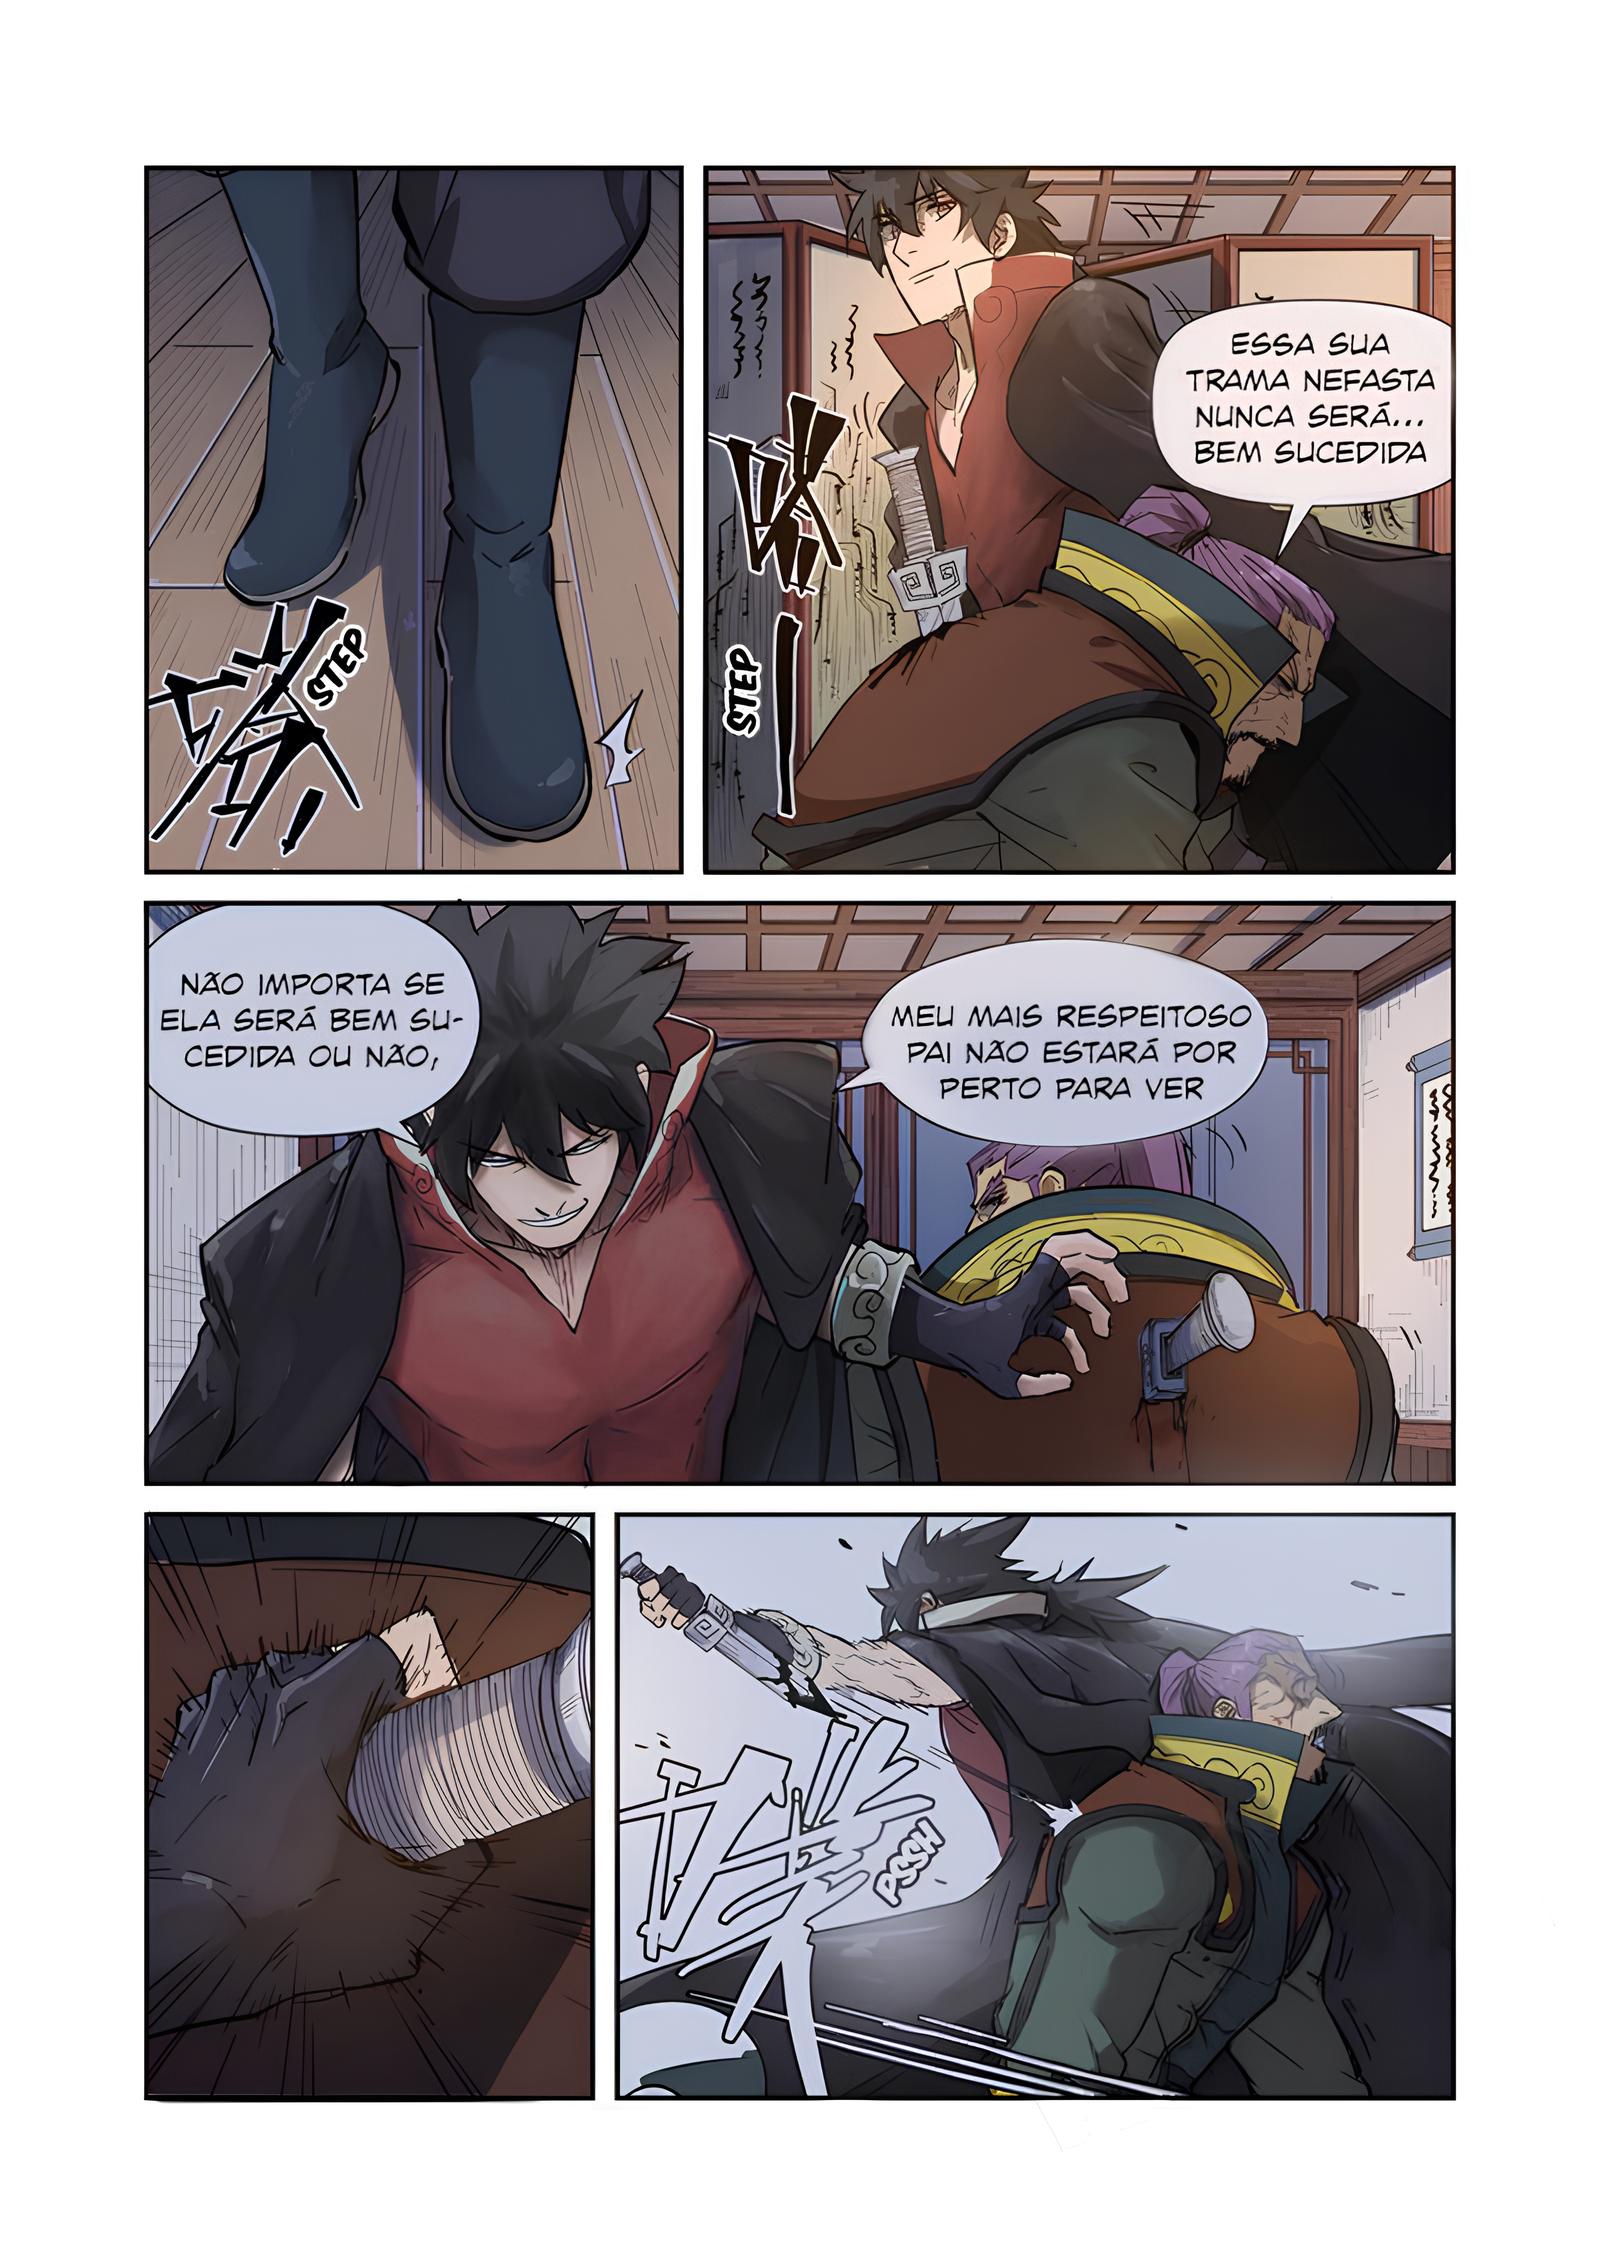 STEP
ESSA SUA
TRAMA NEFASTA
NUNCA SERÁ...
BEM SUCEDIDA
STEP
NÃO IMPORTA SE
ELA SERÁ BEM SU-
CEDIDA OU NÃO;
MEU MAIS RESPEITOSO
PAI NÃO ESTARÁ POR
PERTO PARA VER
PSSH